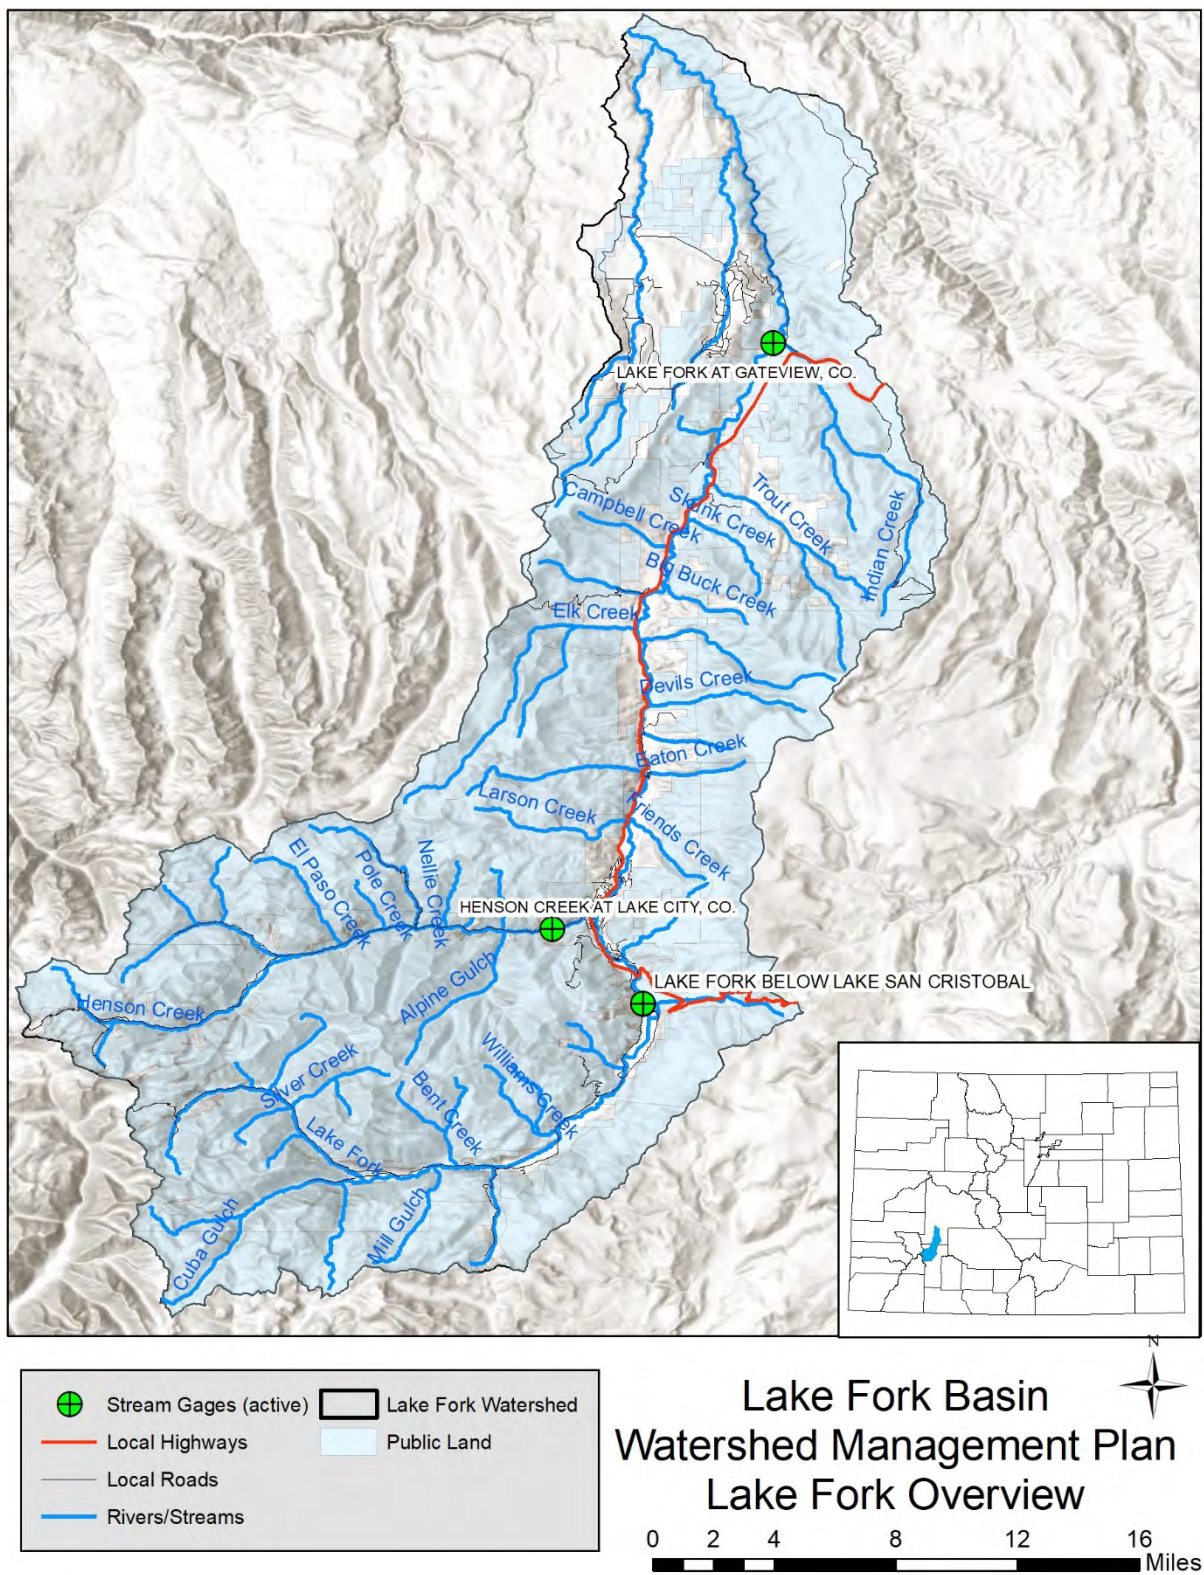 LAKE FORK AT GATEVIEW, CO.
Campbell Creek
Skunk Creek
Trout Creek
Indian Creek
Big Buck Creek
Elk Creek
Devils Creek
Eaton Creek
Larson Creek
Friends Creek
El Paso Creek
Pole Creek
Nellie Creek
HENSON CREEK AT LAKE CITY, CO.
Alpine Gulch
LAKE FORK BELOW LAKE SAN CRISTOBAL
Henson Creek
Silver Creek
Williams Creek
Bent Creek
Lake Fork
Cuba Gulch
Mill Gulch
N
Stream Gages (active)
Lake Fork Watershed
Local Highways
Public Land
Local Roads
Rivers/Streams
Lake Fork Basin
Watershed Management Plan
Lake Fork Overview
0 2 4 8 12 16
Miles